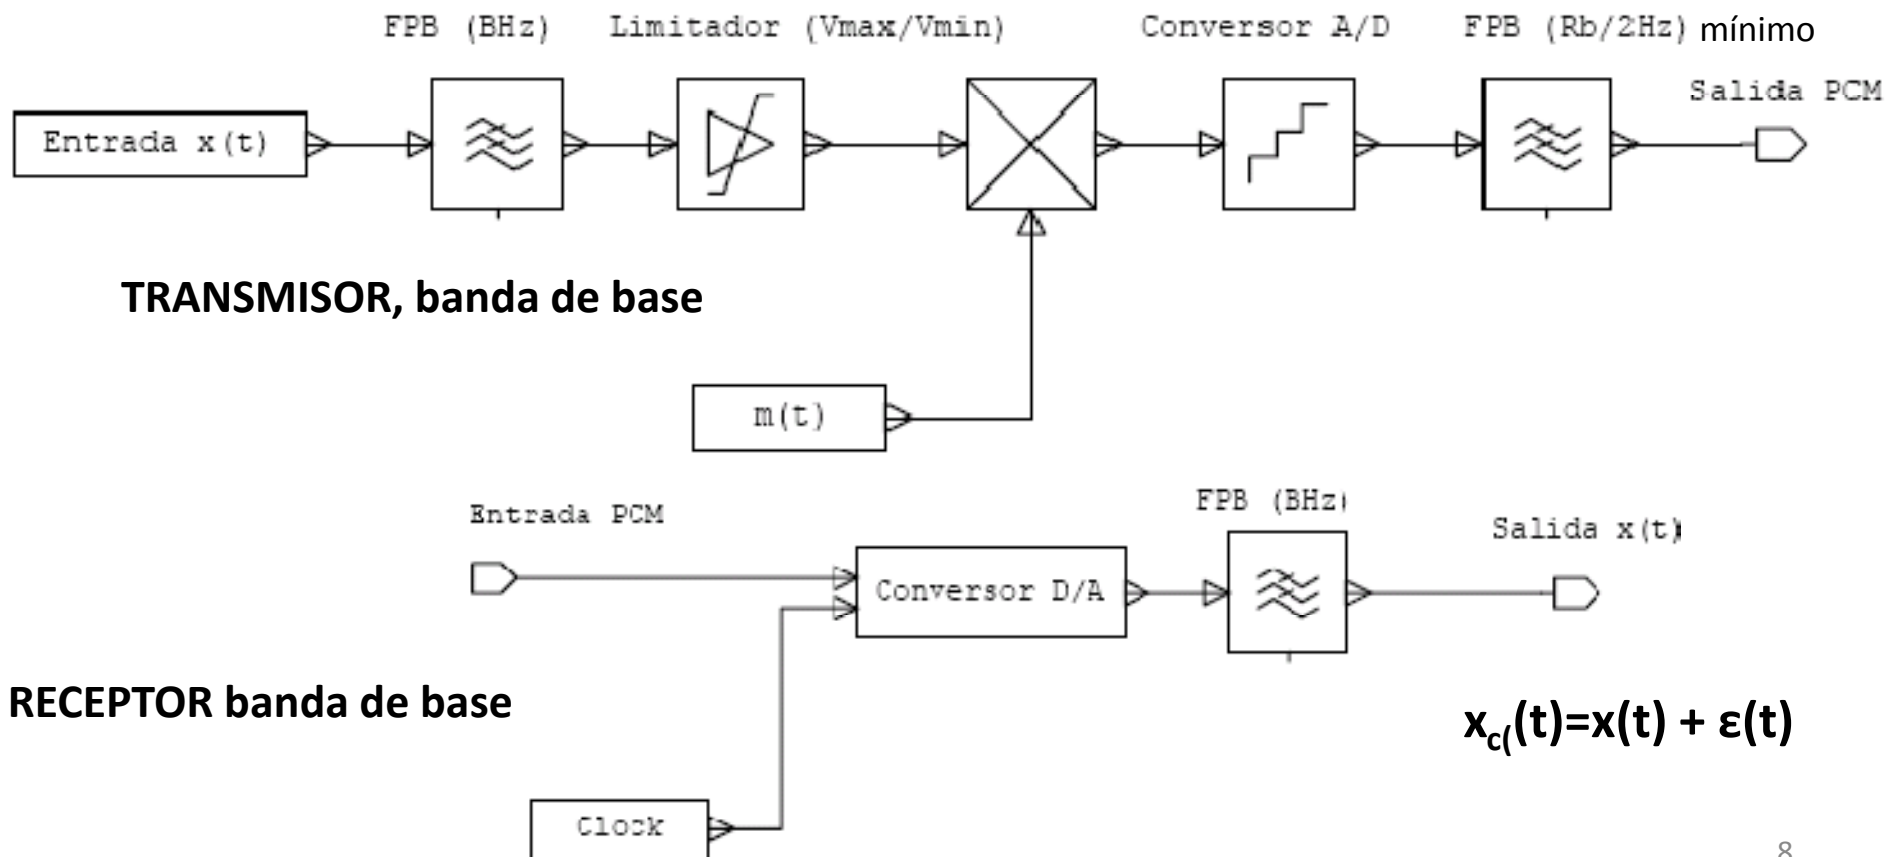 FPB (BHz) Limitador (Vmax/Vmin) Conversor A/D FPB (Rb/2Hz) mínimo
Salida PCM
Entrada x(t)
TRANSMISOR, banda de base
m(t)
Entrada PCM
FPB (BHz)
Salida x(t)
Conversor D/A
RECEPTOR banda de base
xc((t)=x(t) + ε(t)
Clock
8